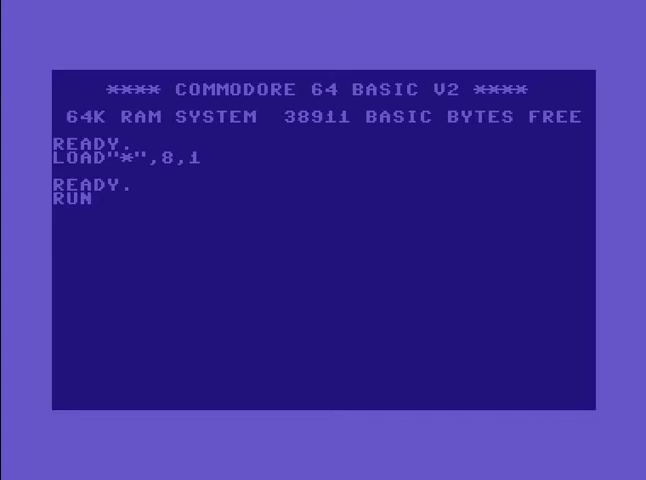 **** COMMODORE 64 BASIC V2 ****
64K RAM SYSTEM  38911 BASIC BYTES FREE
READY.
LOAD"*",8,1
READY.
RUN